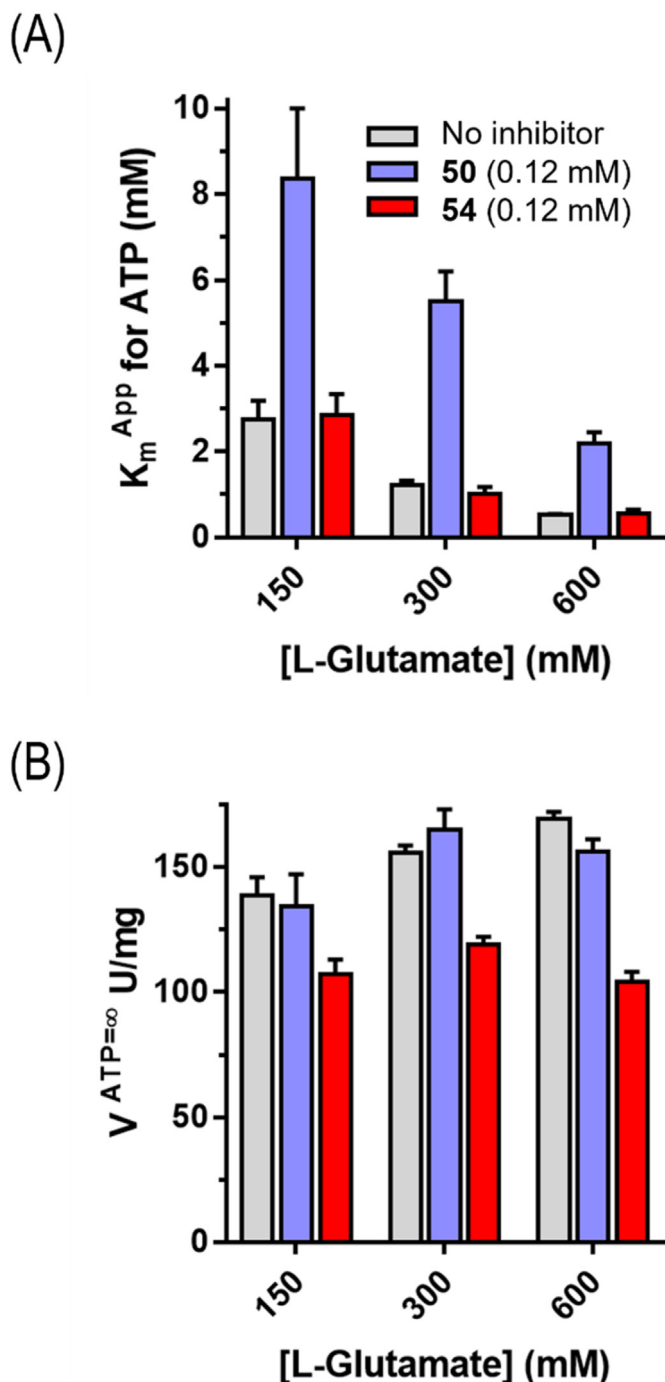 (A)
10
8
6
4
2
0
K_m^App for ATP (mM)
No inhibitor
50 (0.12 mM)
54 (0.12 mM)
150
300
600
[L-Glutamate] (mM)
(B)
150
100
50
0
V^ATP=∞ U/mg
150
300
600
[L-Glutamate] (mM)